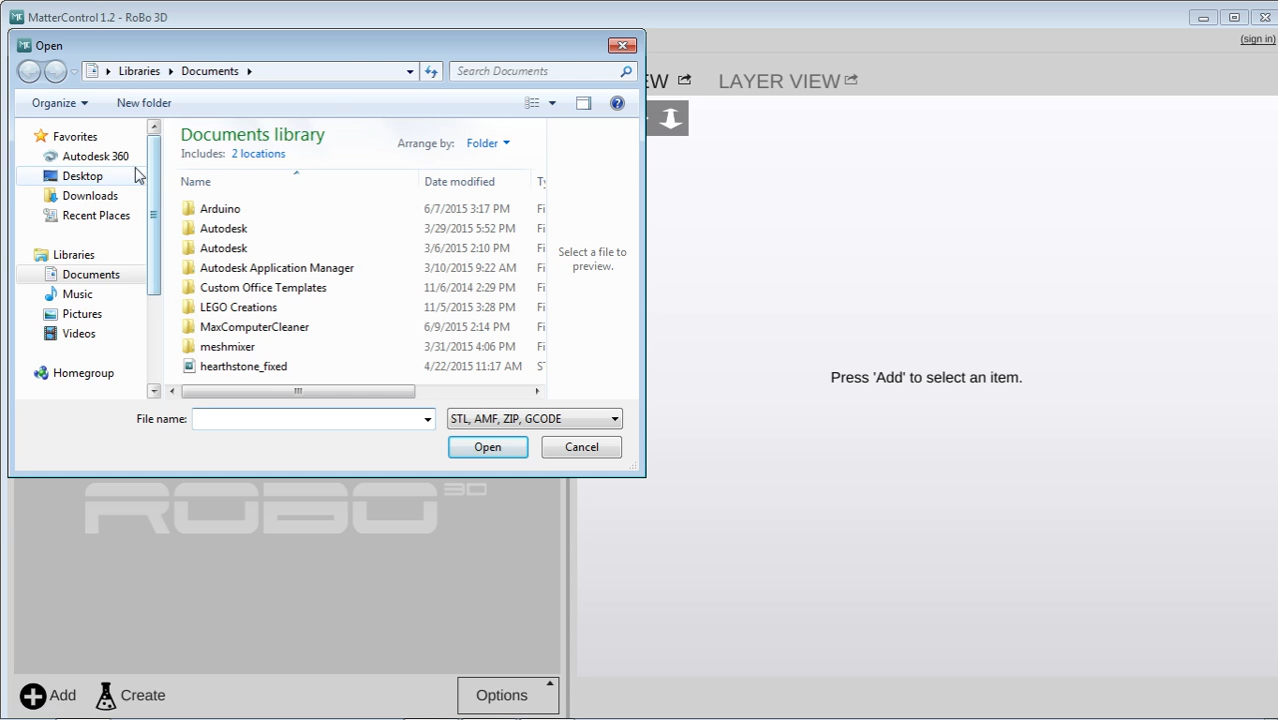 MatterControl 1.2 - RoBo 3D
(sign in)
Open
Libraries Documents
Search Documents
EW
LAYER VIEW
Organize
New folder
Favorites
Autodesk 360
Desktop
Downloads
Recent Places
Libraries
Documents
Music
Pictures
Videos
Homegroup
Documents library
Includes: 2 locations
Arrange by: Folder
Name Date modified Ty
Arduino 6/7/2015 3:17 PM Fi
Autodesk 3/29/2015 5:52 PM Fi
Autodesk 3/6/2015 2:10 PM Fi
Autodesk Application Manager 3/10/2015 9:22 AM Fi
Custom Office Templates 11/6/2014 2:29 PM Fi
LEGO Creations 11/5/2015 3:28 PM Fi
MaxComputerCleaner 6/9/2015 2:14 PM Fi
meshmixer 3/31/2015 4:06 PM Fi
hearthstone_fixed 4/22/2015 11:17 AM ST
Select a file to
preview.
File name:
STL, AMF, ZIP, GCODE
Open
Cancel
Press 'Add' to select an item.
ROBO 3D
Add
Create
Options